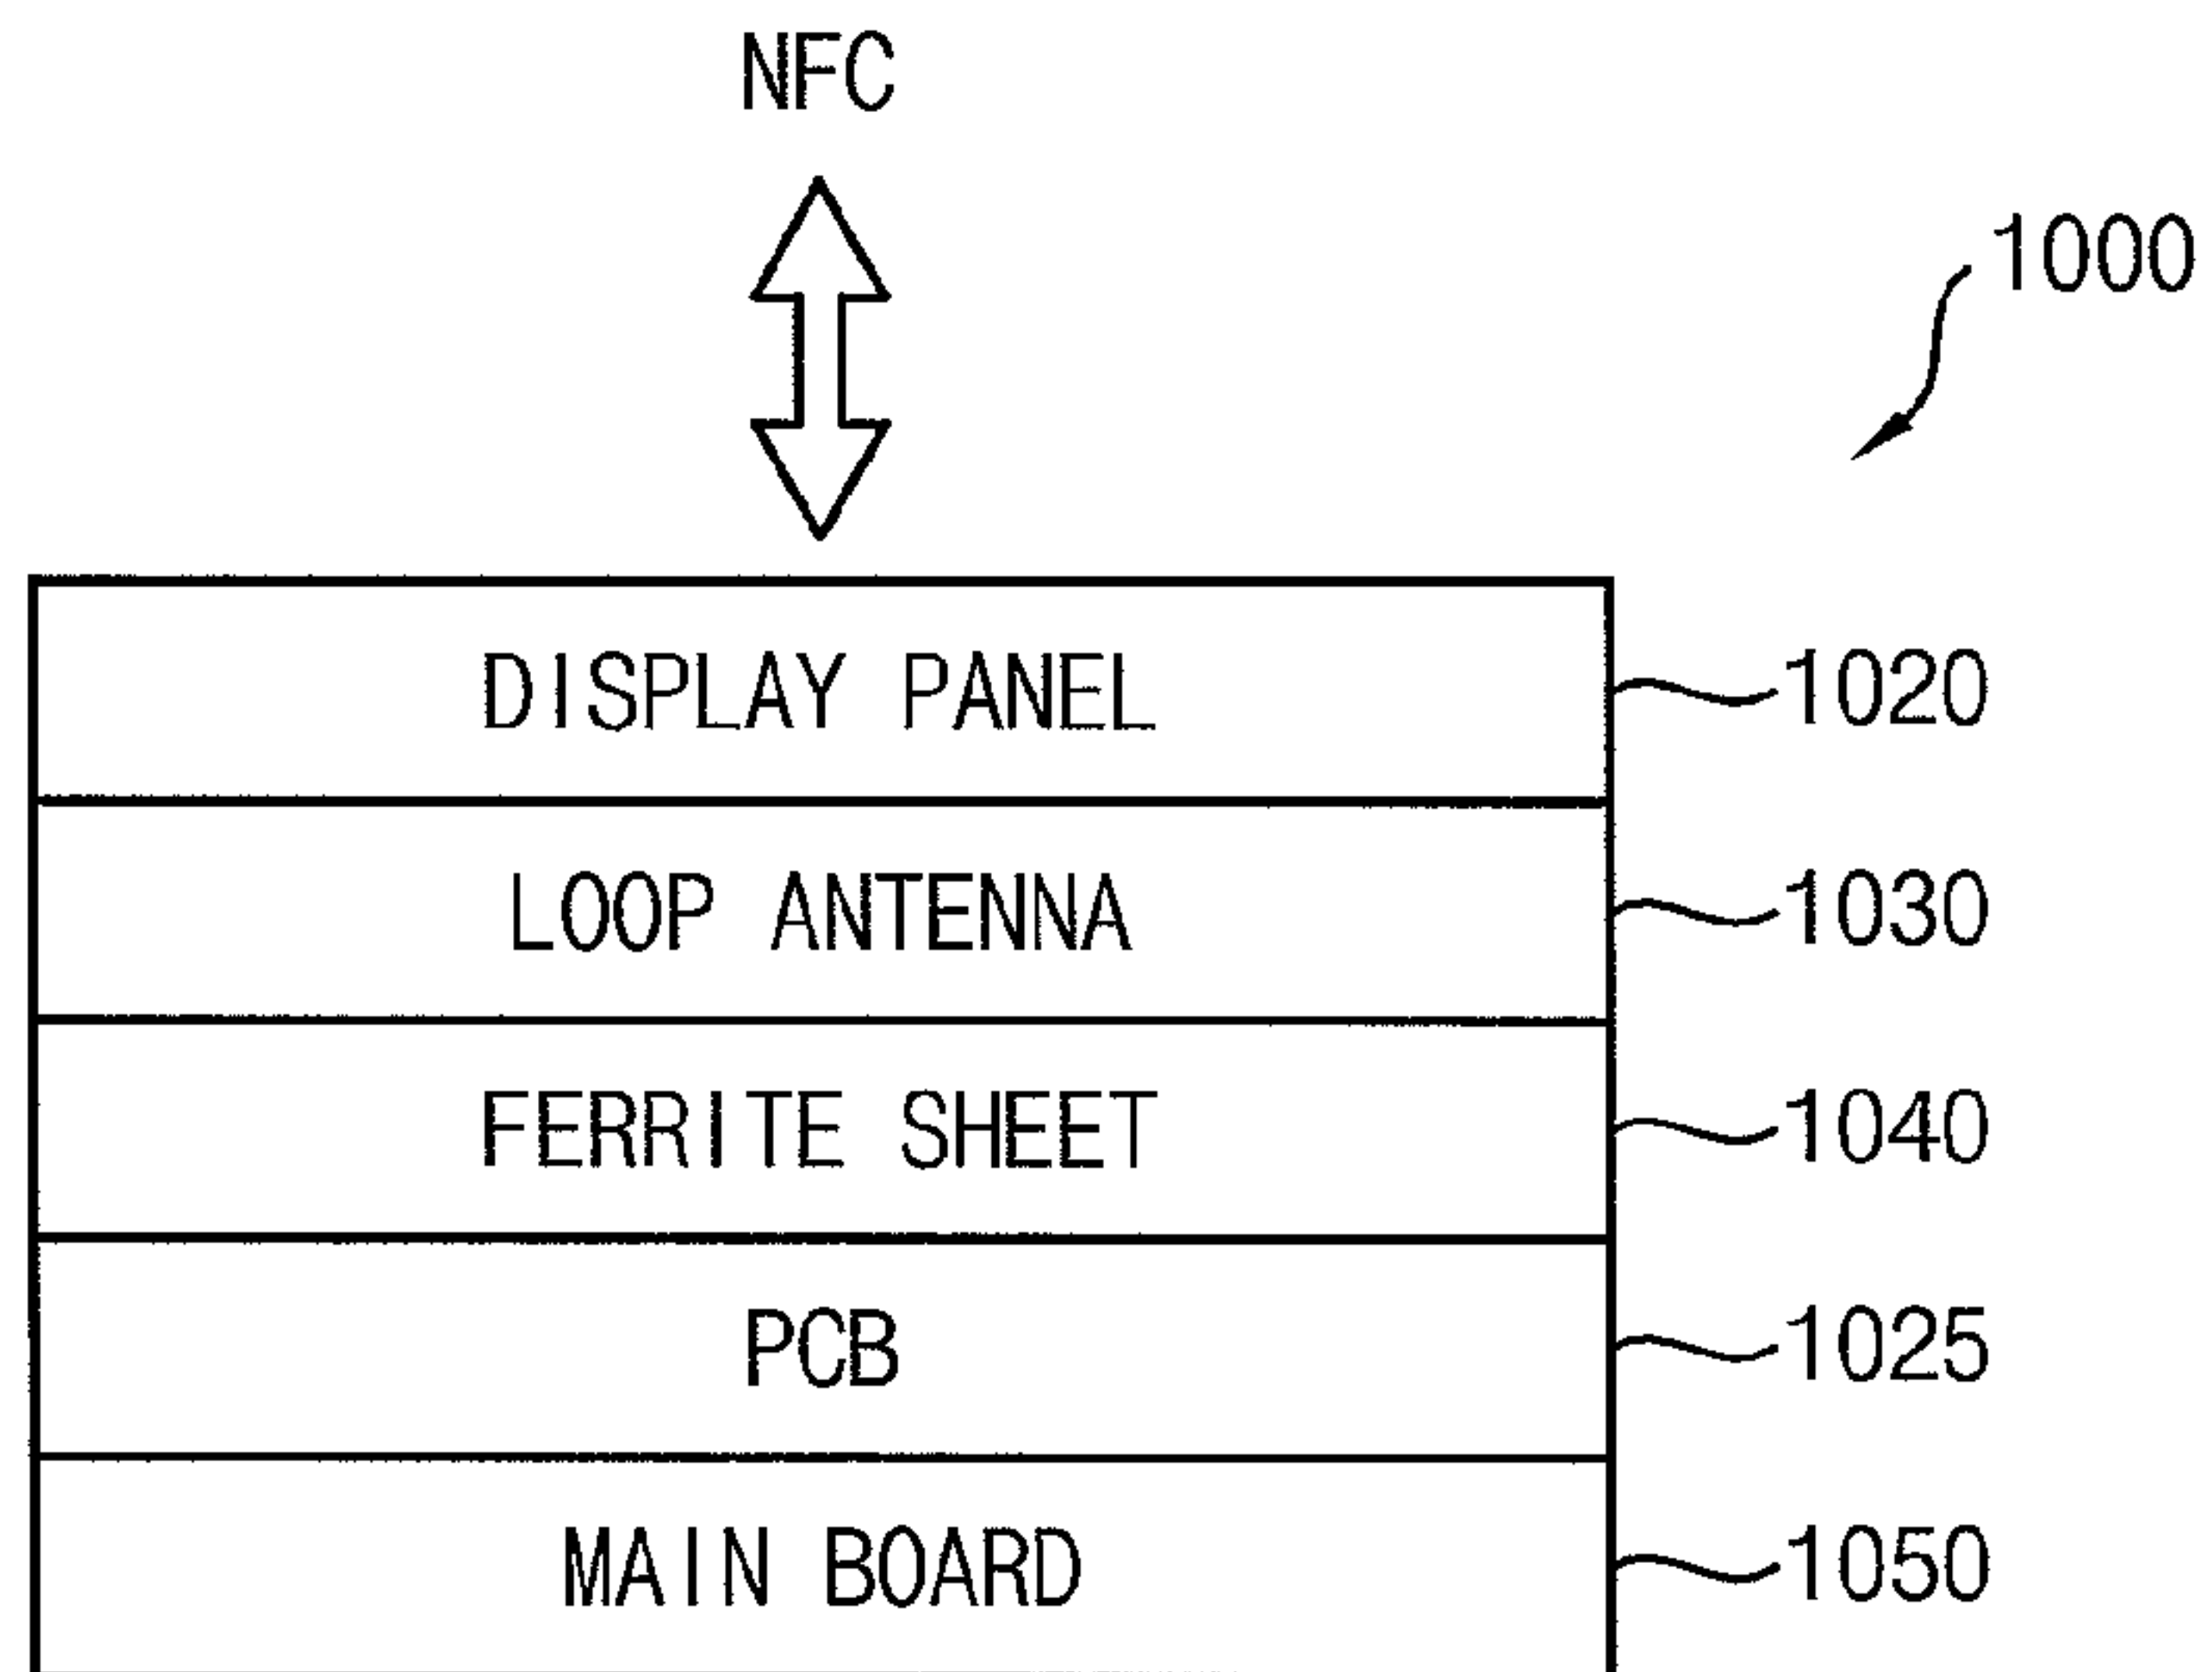 NFC
1000
DISPLAY PANEL 1020
LOOP ANTENNA 1030
FERRITE SHEET 1040
PCB 1025
MAIN BOARD 1050